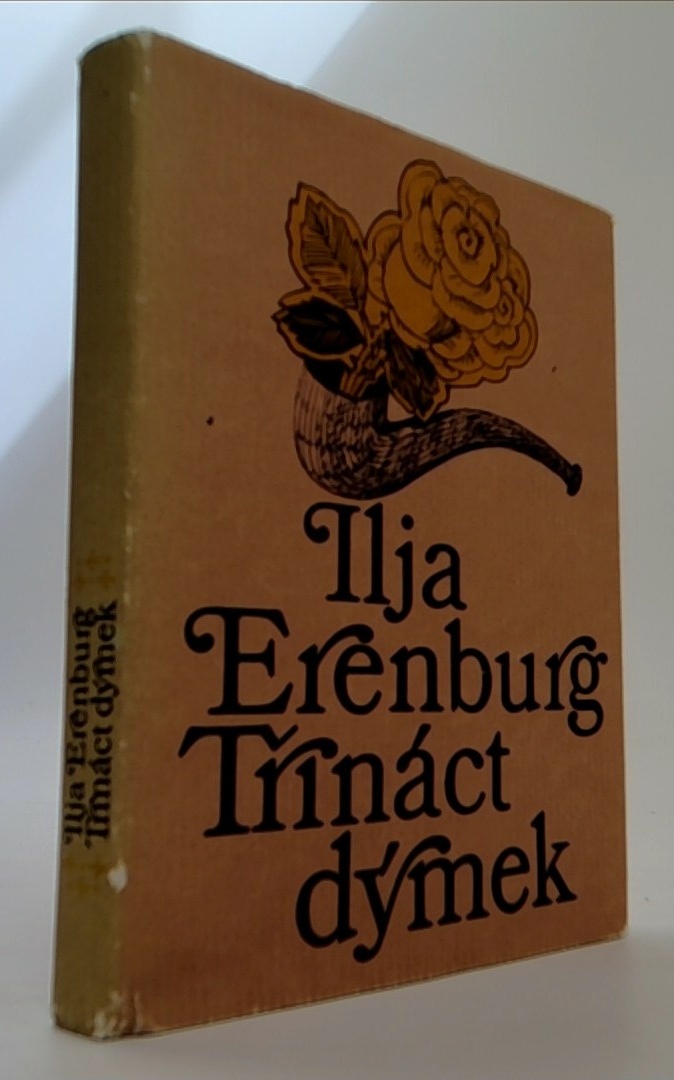 Ilja
Erenburg
Třináct
dýmek
Ilja Erenburg
Třináct dýmek